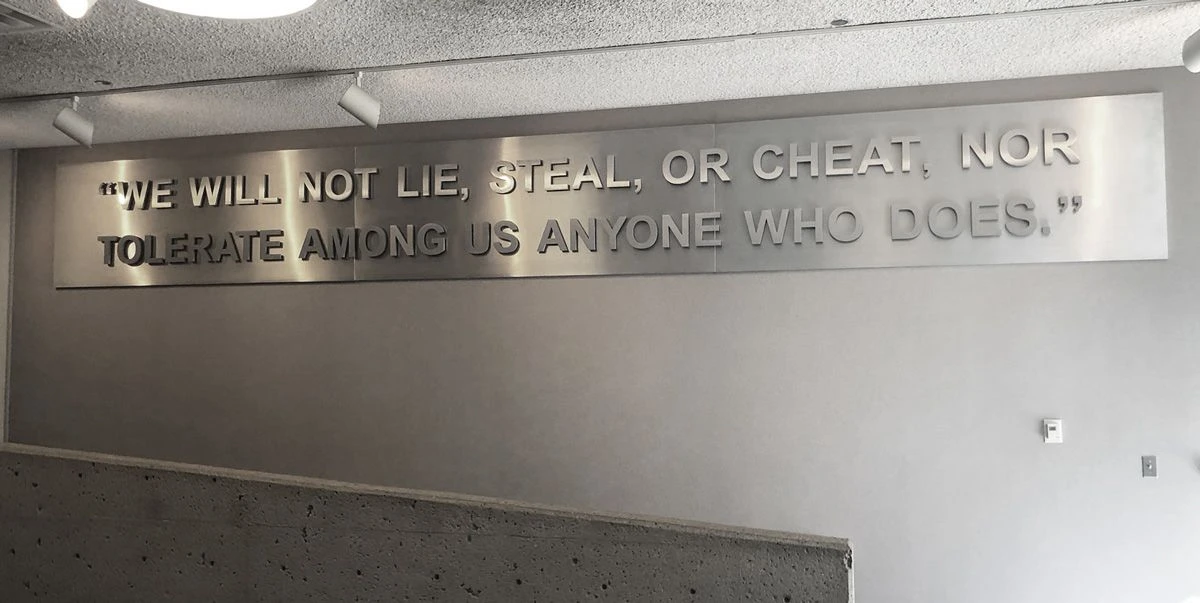 “WE WILL NOT LIE, STEAL, OR CHEAT, NOR
TOLERATE AMONG US ANYONE WHO DOES.”